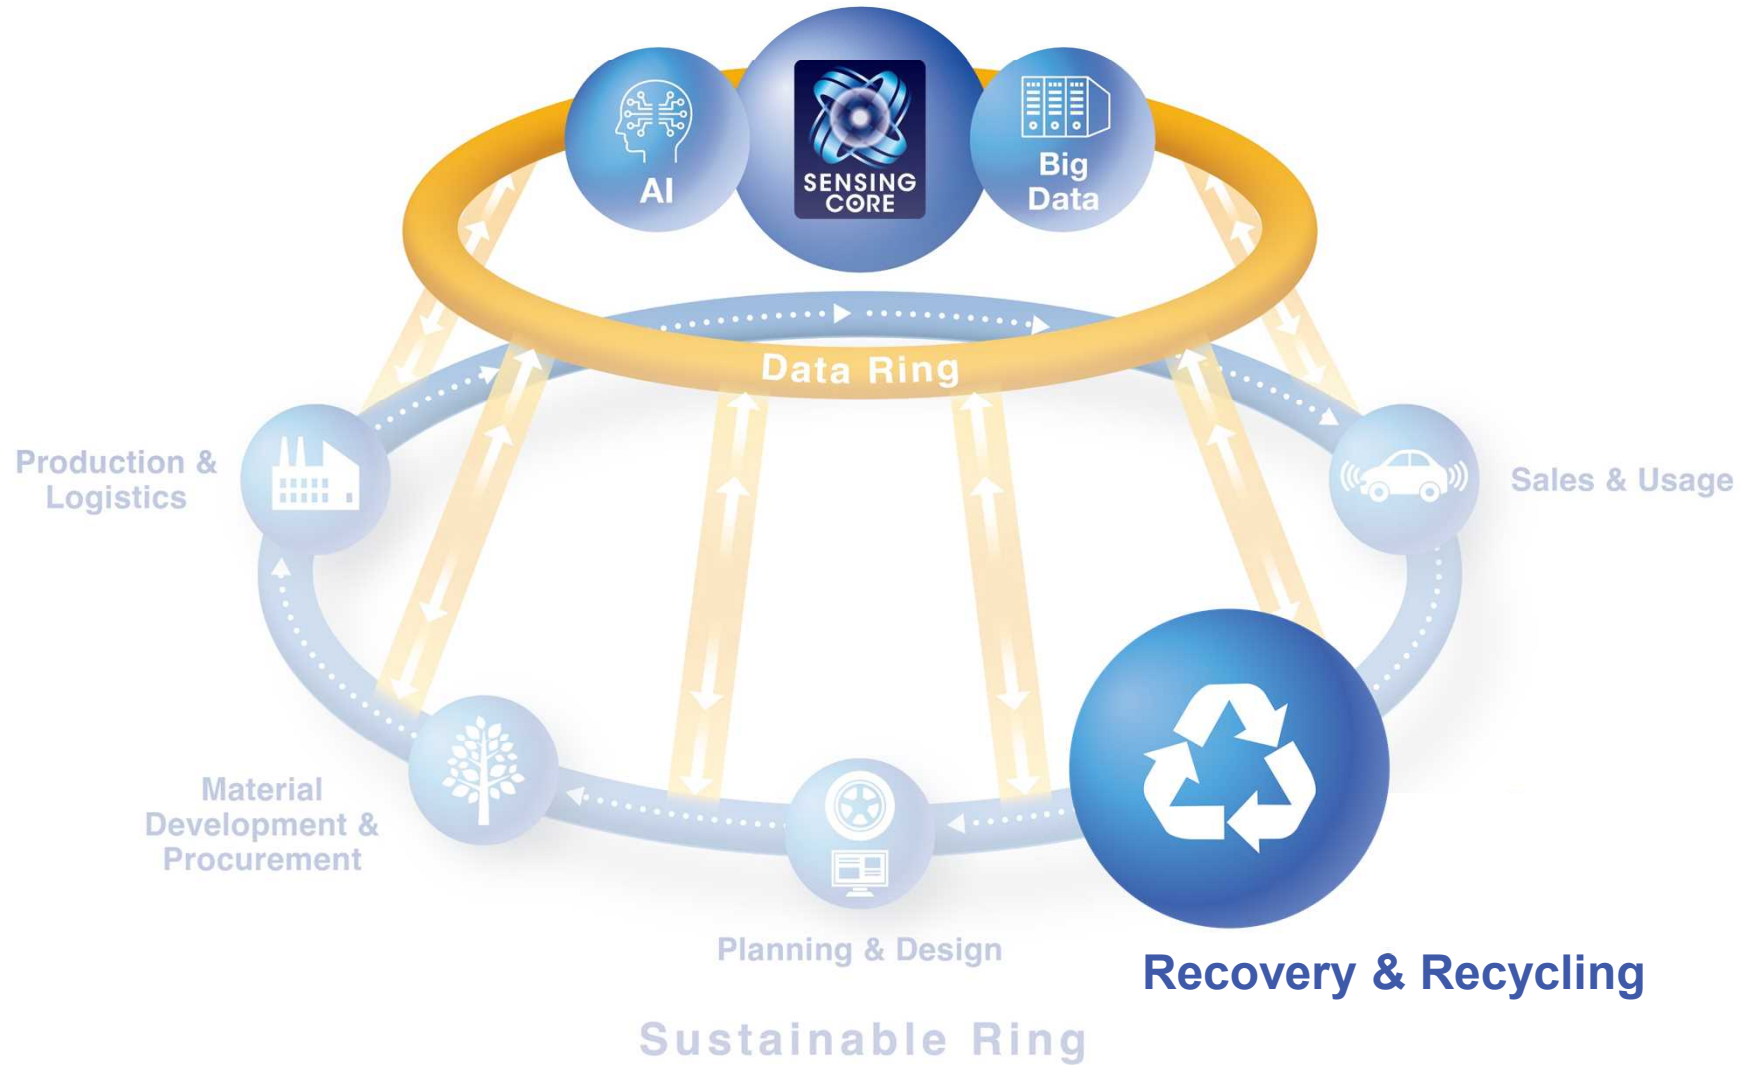 AI
SENSING
CORE
Big
Data
Data Ring
Production &
Logistics
Sales & Usage
Material
Development &
Procurement
Planning & Design
Recovery & Recycling
Sustainable Ring